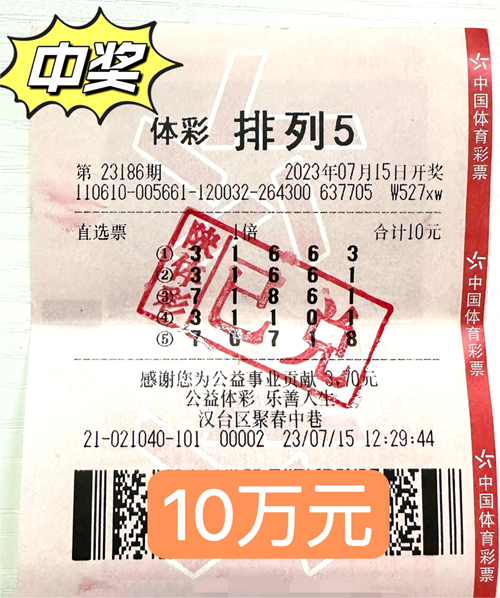 中奖
体彩 排列5
第 23186期 2023年07月15日开奖
110610-005661-120032-264300 637705 W527xw
直选票 1倍 合计10元
① 3 1 6 6 3
② 3 1 6 6 1
③ 7 1 8 6 1
④ 3 1 1 0 1
⑤ 7 0 7 1 8
已兑
感谢您为公益事业贡献 3.70元
公益体彩 乐善人生
汉台区聚春中巷
21-021040-101 00002 23/07/15 12:29:44
10万元
中国体育彩票
中国体育彩票
中国体育彩票